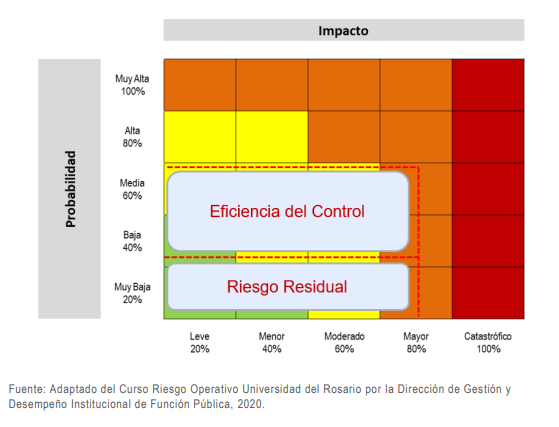 Impacto
Probabilidad
Muy Alta
100%
Alta
80%
Media
60%
Baja
40%
Muy Baja
20%
Eficiencia del Control
Riesgo Residual
Leve
20%
Menor
40%
Moderado
60%
Mayor
80%
Catastrófico
100%
Fuente: Adaptado del Curso Riesgo Operativo Universidad del Rosario por la Dirección de Gestión y
Desempeño Institucional de Función Pública, 2020.